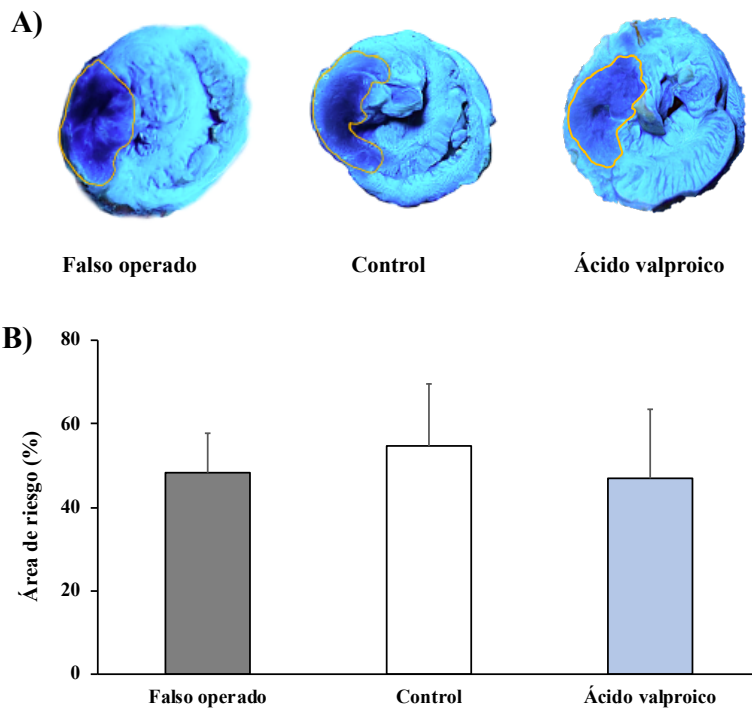 A)
Falso operado Control Ácido valproico
B)
80
60
40
20
0
Área de riesgo (%)
Falso operado Control Ácido valproico